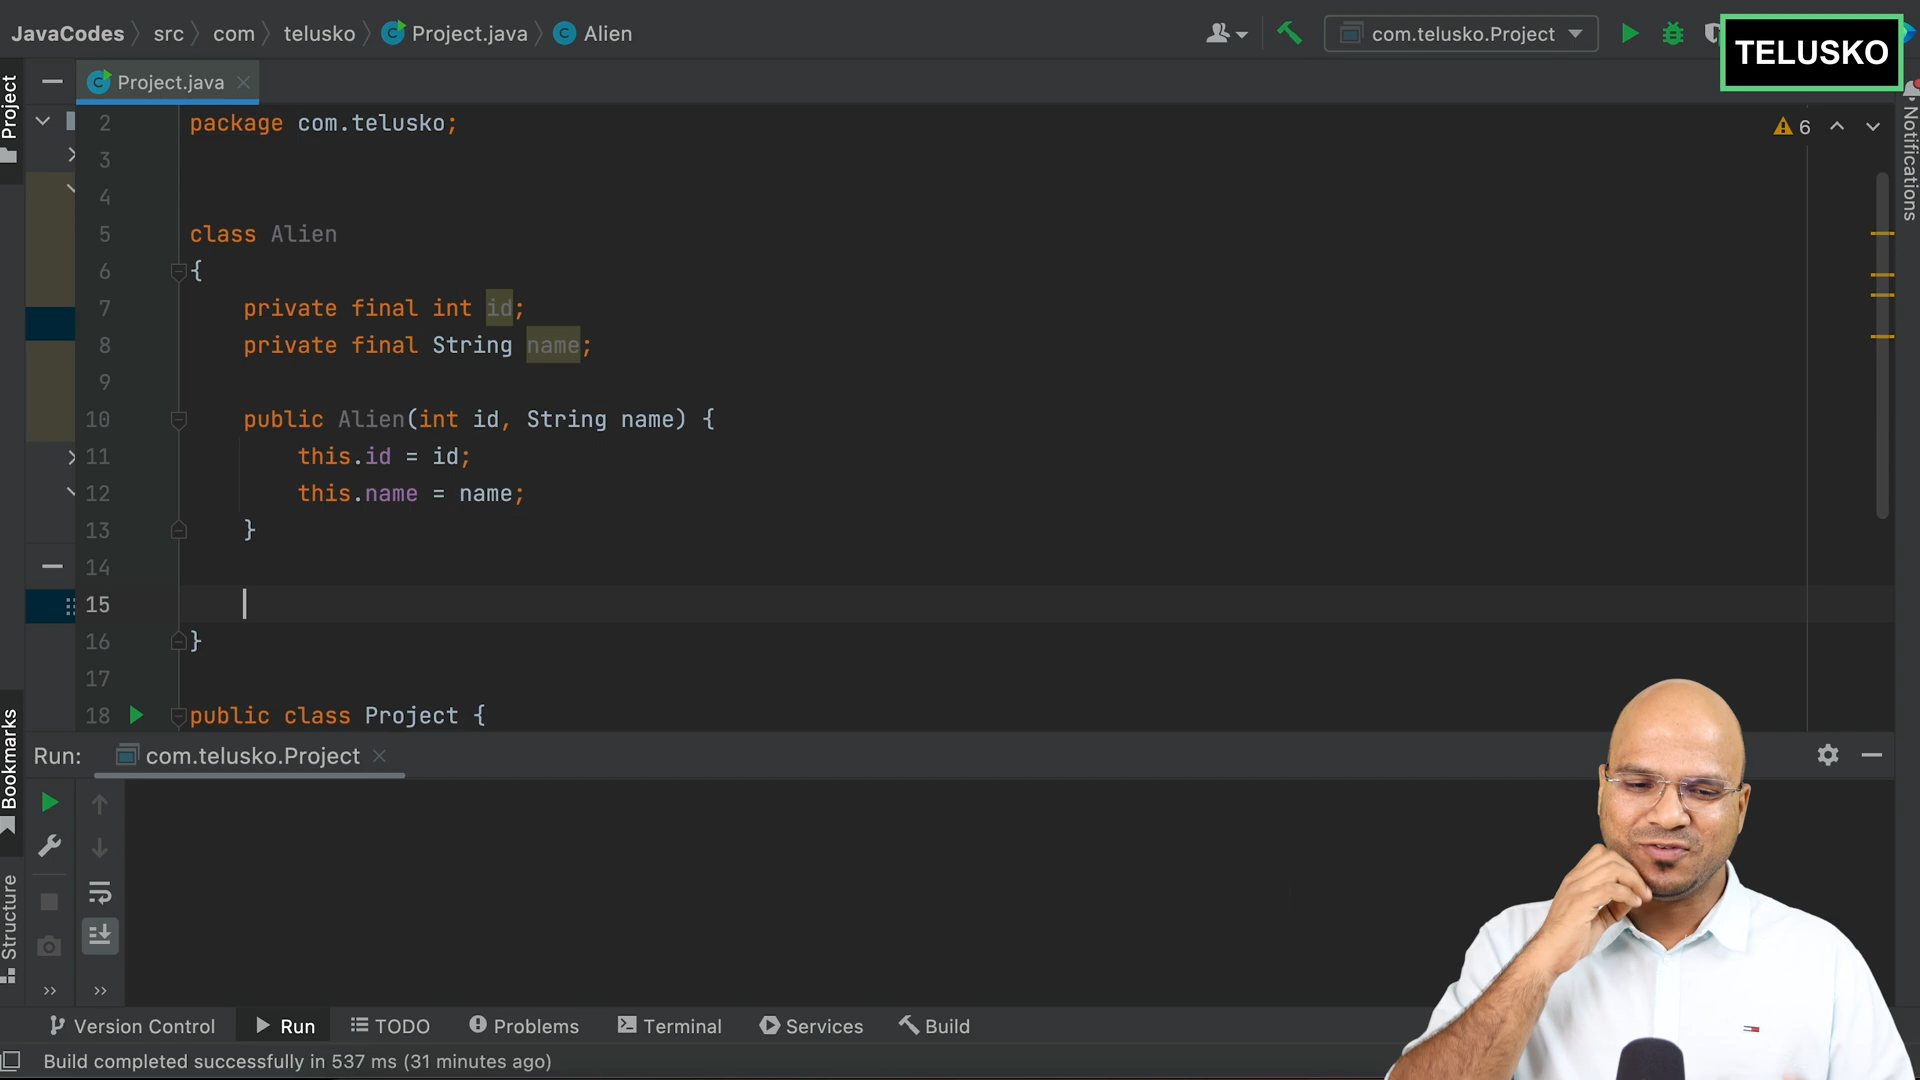 JavaCodes src com telusko Project.java Alien
com.telusko.Project
TELUSKO
Project
Project.java
Notifications
6
2 package com.telusko;
3
4
5 class Alien
6 {
7 private final int id;
8 private final String name;
9
10 public Alien(int id, String name) {
11 this.id = id;
12 this.name = name;
13 }
14
15
16 }
17
18 public class Project {
Bookmarks
Structure
Run: com.telusko.Project
Version Control Run TODO Problems Terminal Services Build
Build completed successfully in 537 ms (31 minutes ago)